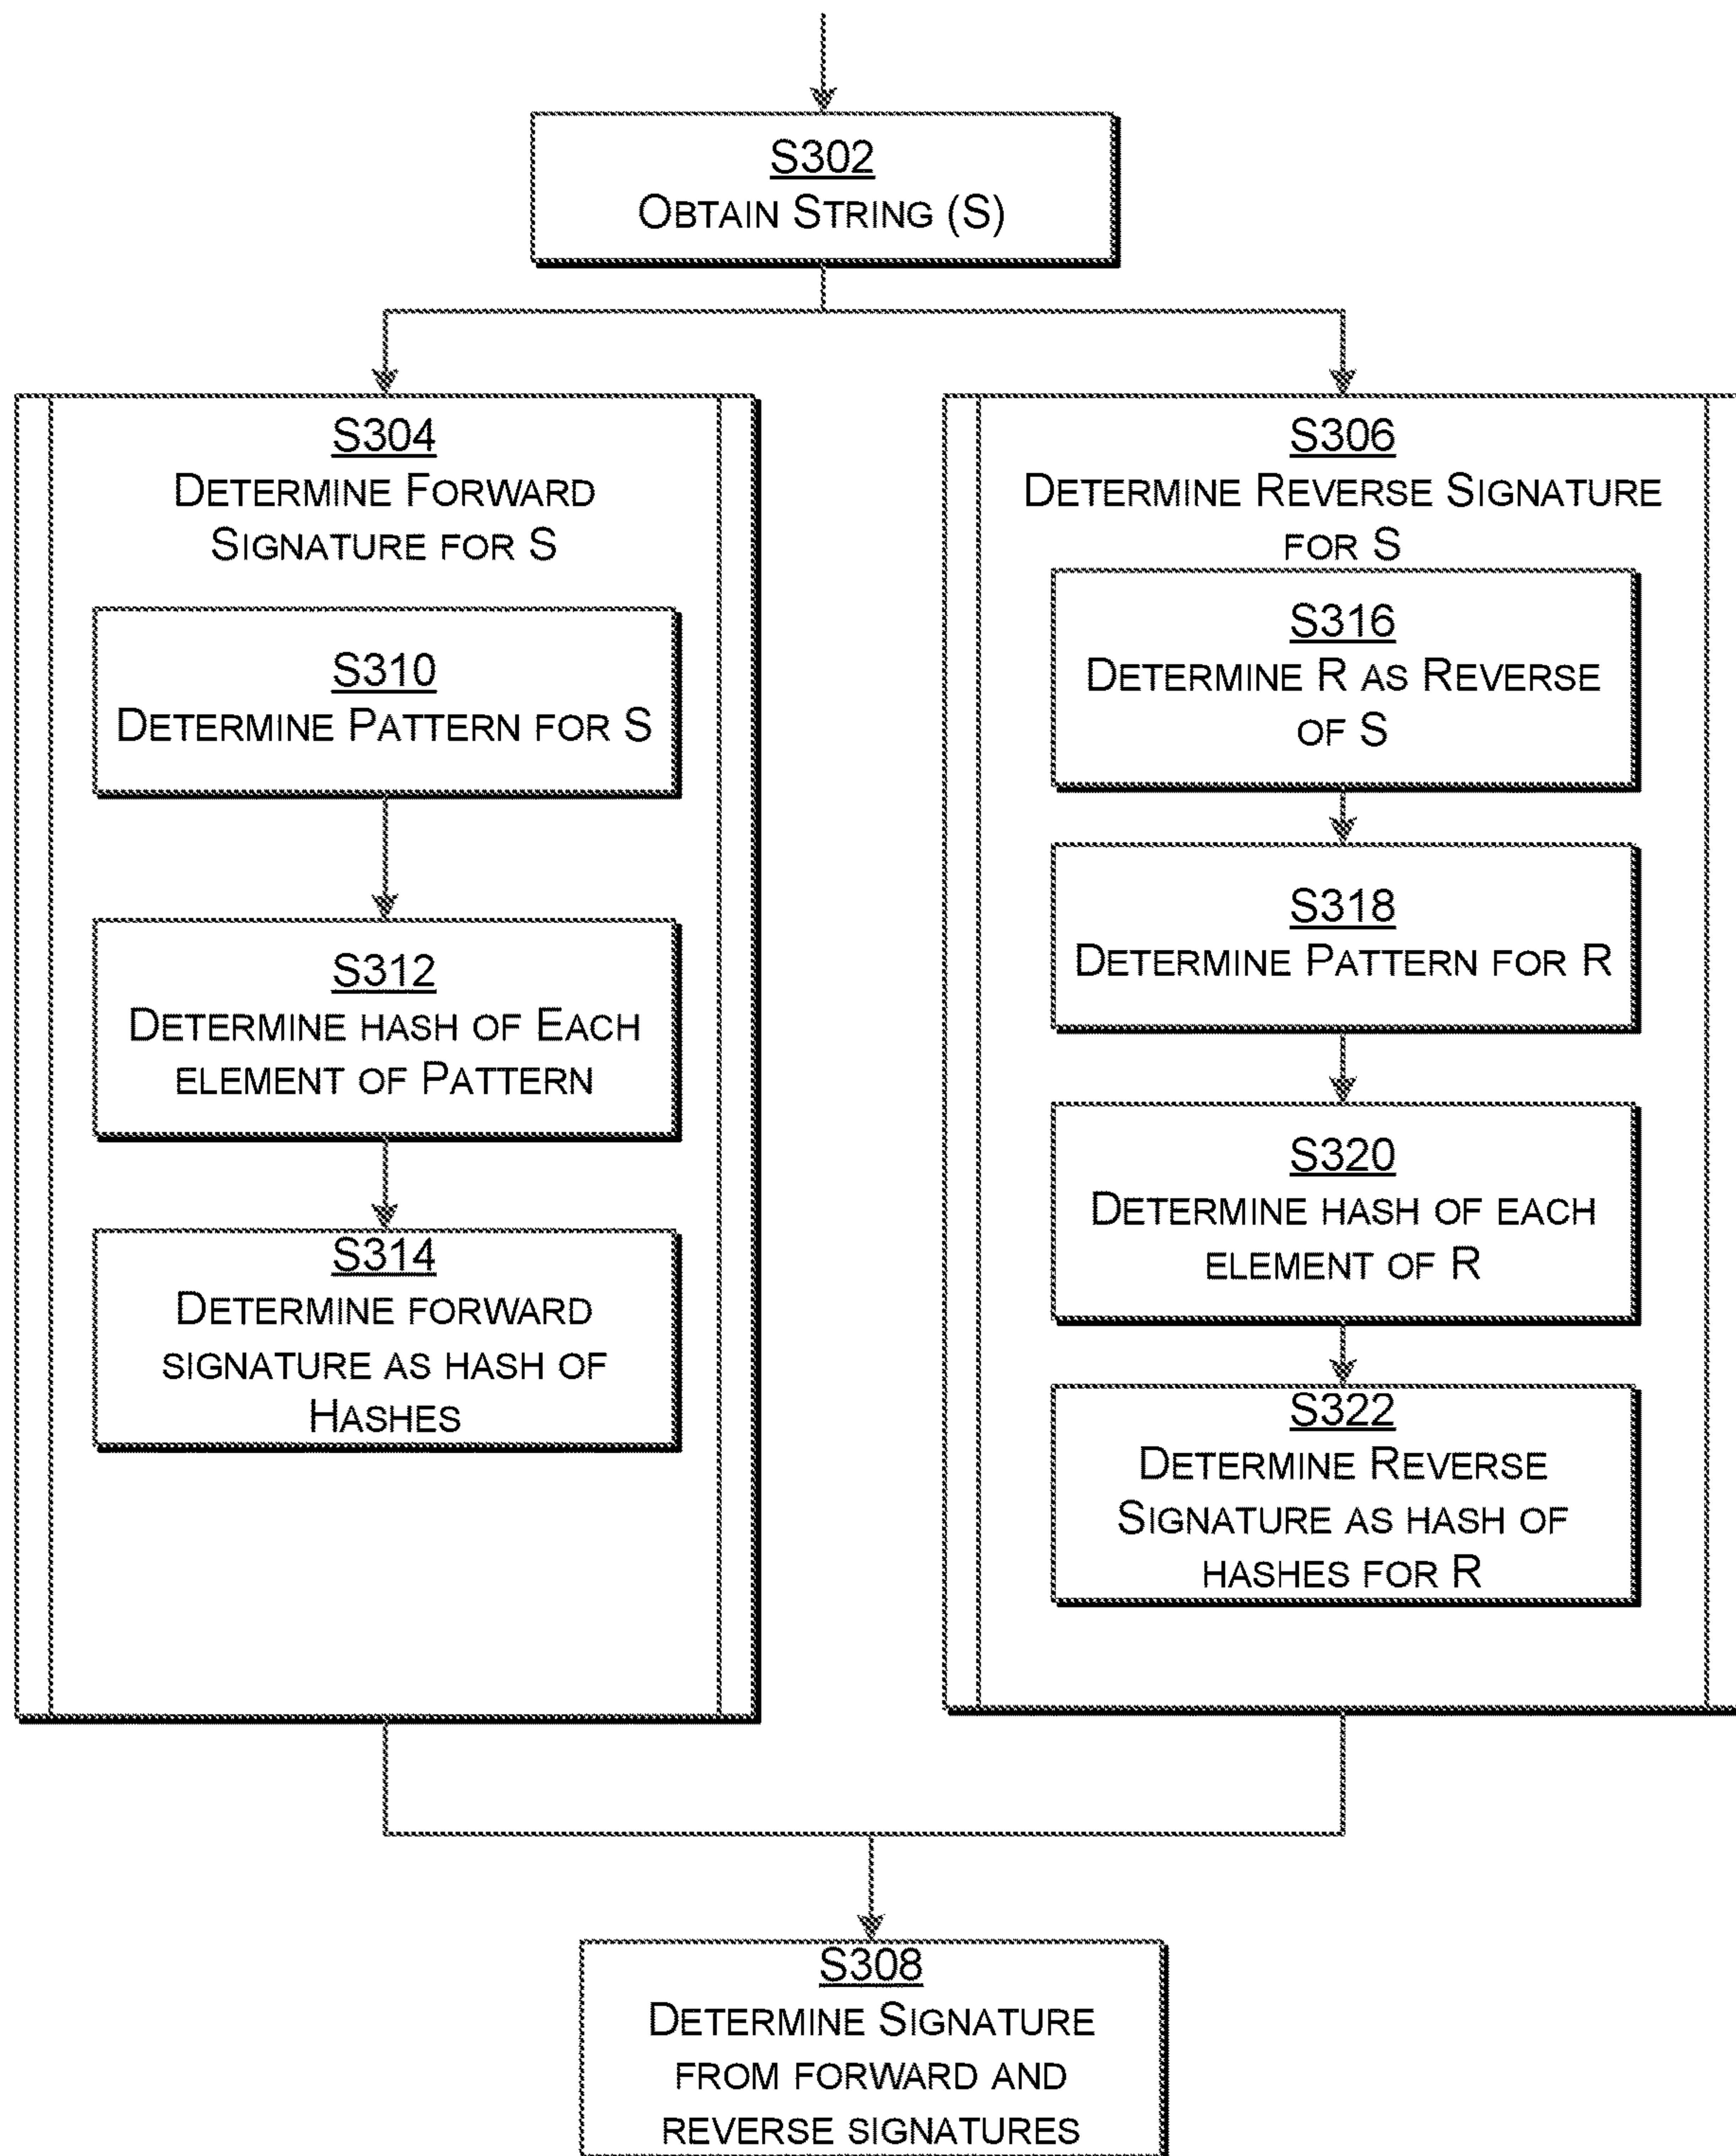 S302
OBTAIN STRING (S)
S304
DETERMINE FORWARD
SIGNATURE FOR S
S310
DETERMINE PATTERN FOR S
S312
DETERMINE HASH OF EACH
ELEMENT OF PATTERN
S314
DETERMINE FORWARD
SIGNATURE AS HASH OF
HASHES
S306
DETERMINE REVERSE SIGNATURE
FOR S
S316
DETERMINE R AS REVERSE
OF S
S318
DETERMINE PATTERN FOR R
S320
DETERMINE HASH OF EACH
ELEMENT OF R
S322
DETERMINE REVERSE
SIGNATURE AS HASH OF
HASHES FOR R
S308
DETERMINE SIGNATURE
FROM FORWARD AND
REVERSE SIGNATURES